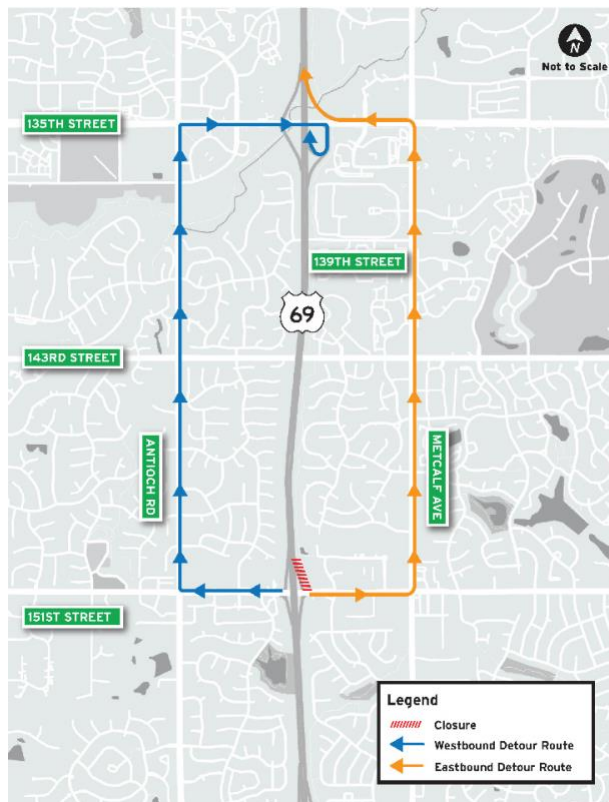 N
Not to Scale
135TH STREET
139TH STREET
69
143RD STREET
ANTIOCH RD
METCALF AVE
151ST STREET
Legend
Closure
Westbound Detour Route
Eastbound Detour Route